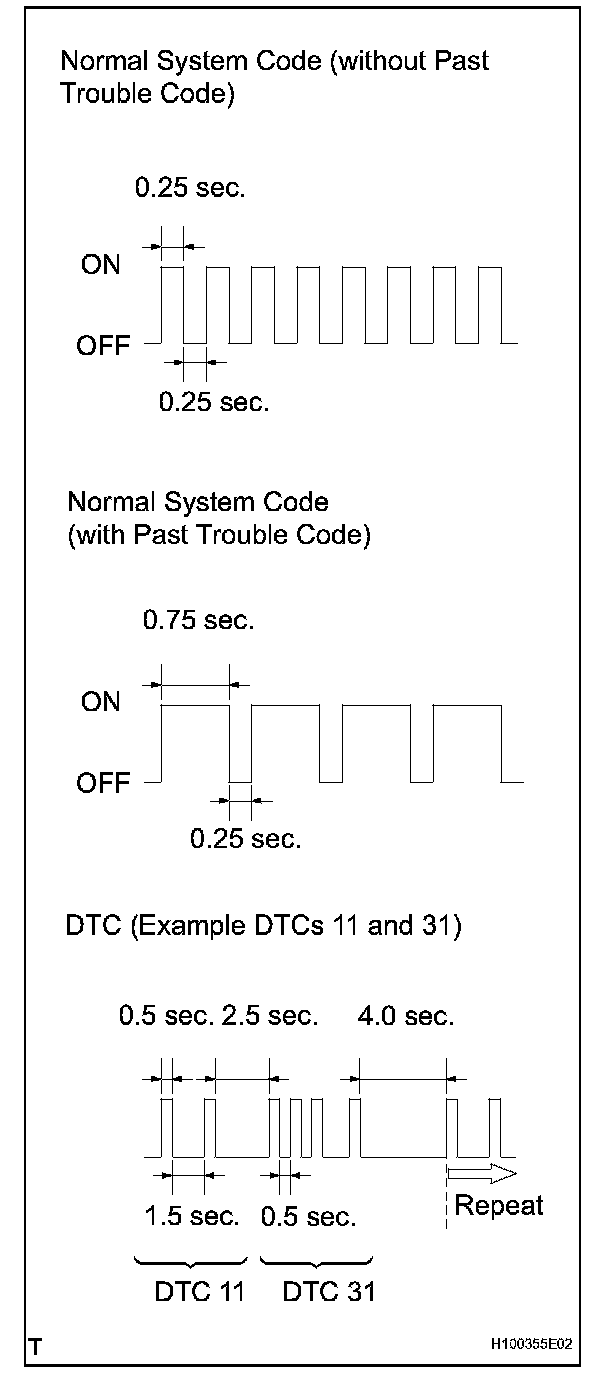 Normal System Code (without Past
Trouble Code)
0.25 sec.
ON
OFF
0.25 sec.
Normal System Code
(with Past Trouble Code)
0.75 sec.
ON
OFF
0.25 sec.
DTC (Example DTCs 11 and 31)
0.5 sec. 2.5 sec. 4.0 sec.
1.5 sec. 0.5 sec. Repeat
DTC 11 DTC 31
T H100355E02